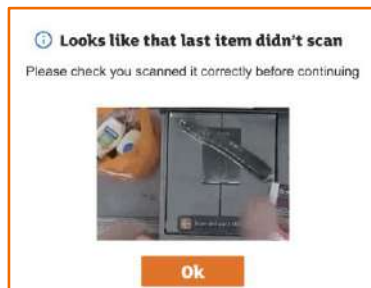 Looks like that last item didn't scan
Please check you scanned it correctly before continuing
Ok